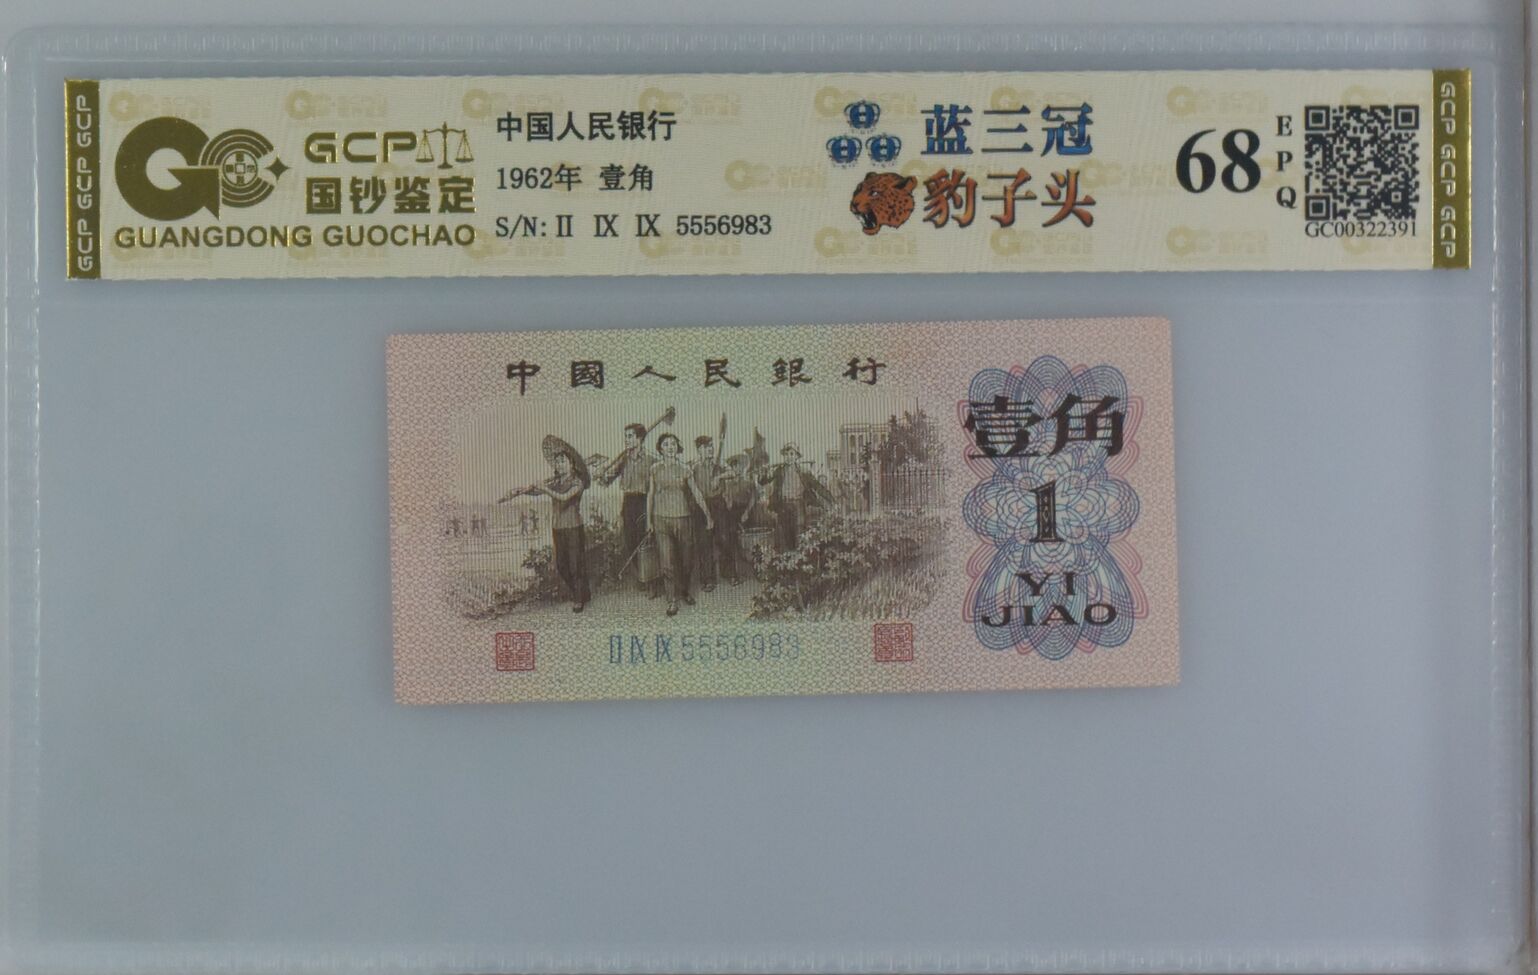 GCP GCP GCP
GCP
国钞鉴定
GUANGDONG GUOCHAO
中国人民银行
1962年 壹角
S/N: II IX IX 5556983
蓝三冠
豹子头
68
EPQ
GC00322391
GCP GCP GCP
中國人民銀行
壹角
1
YI
JIAO
II IX IX 5556983